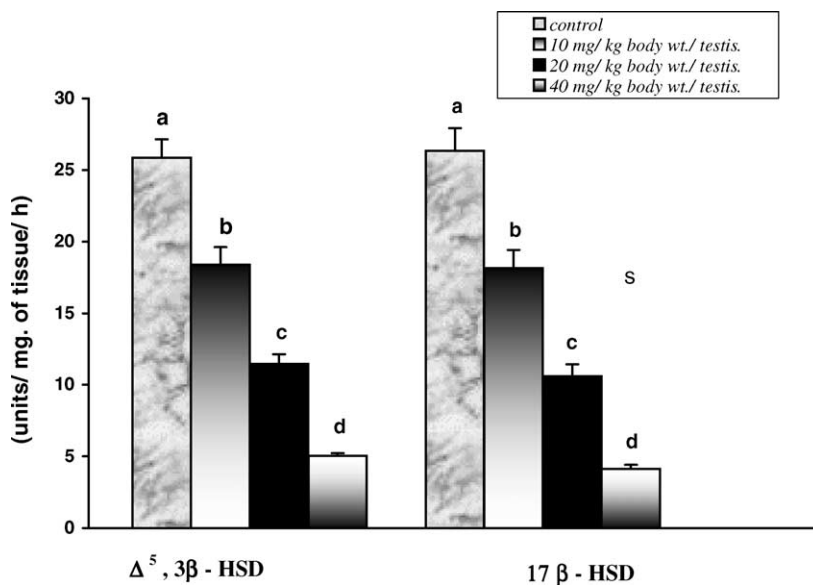 control
10 mg/ kg body wt./ testis.
20 mg/ kg body wt./ testis.
40 mg/ kg body wt./ testis.
(units/ mg. of tissue/ h)
30
25
20
15
10
5
0
a
b
c
d
a
b
s
c
d
Δ⁵, 3β - HSD
17 β - HSD